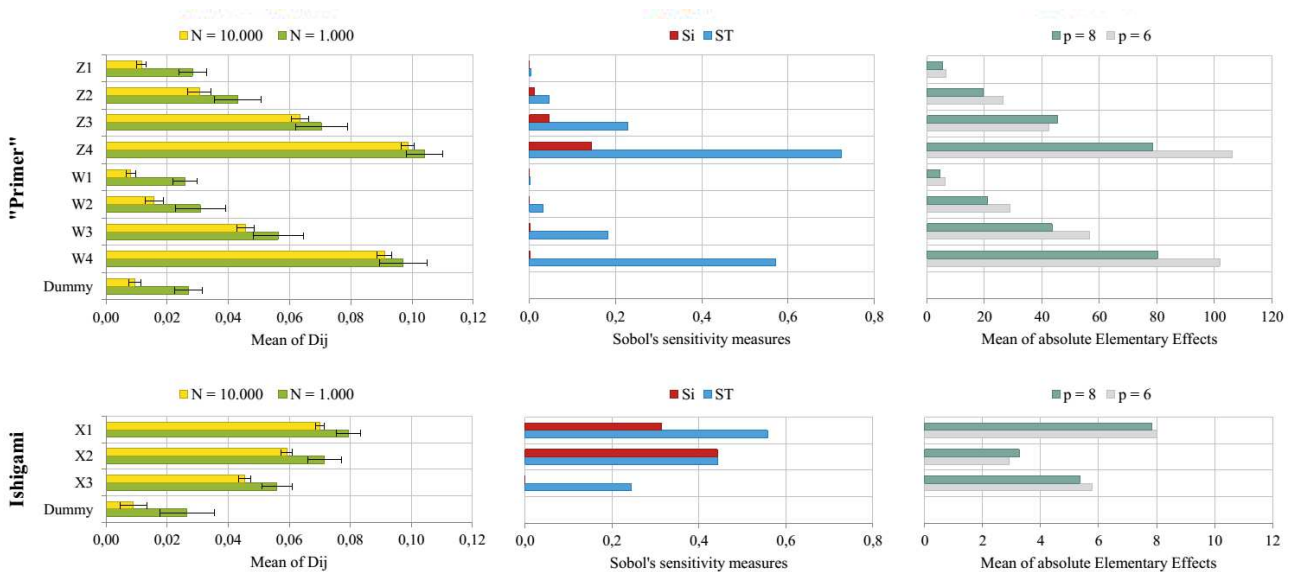 N = 10.000 N = 1.000
Si ST
p = 8 p = 6
"Primer"
Z1
Z2
Z3
Z4
W1
W2
W3
W4
Dummy
0,00 0,02 0,04 0,06 0,08 0,10 0,12
Mean of Dij
0,0 0,2 0,4 0,6 0,8
Sobol's sensitivity measures
0 20 40 60 80 100 120
Mean of absolute Elementary Effects
N = 10.000 N = 1.000
Si ST
p = 8 p = 6
Ishigami
X1
X2
X3
Dummy
0,00 0,02 0,04 0,06 0,08 0,10 0,12
Mean of Dij
0,0 0,2 0,4 0,6 0,8
Sobol's sensitivity measures
0 2 4 6 8 10 12
Mean of absolute Elementary Effects